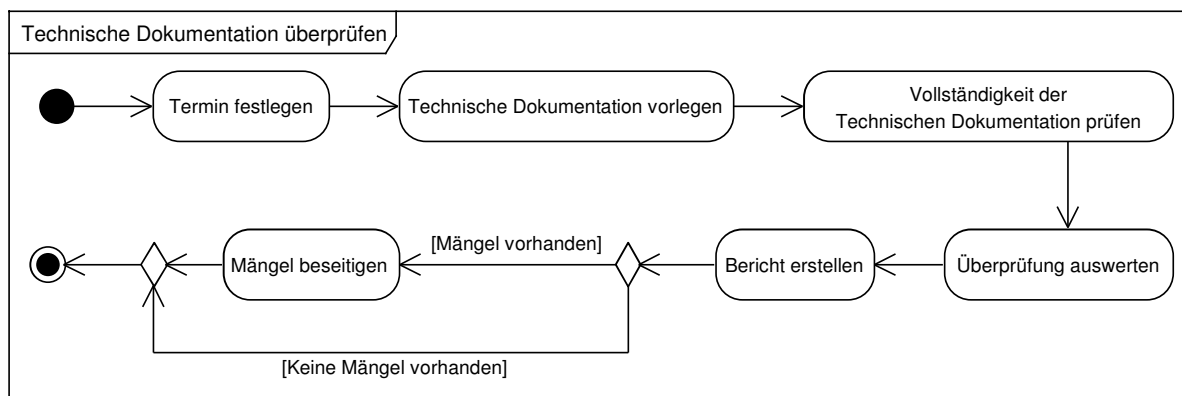 Technische Dokumentation überprüfen
Termin festlegen
Technische Dokumentation vorlegen
Vollständigkeit der
Technischen Dokumentation prüfen
Überprüfung auswerten
Bericht erstellen
[Mängel vorhanden]
Mängel beseitigen
[Keine Mängel vorhanden]